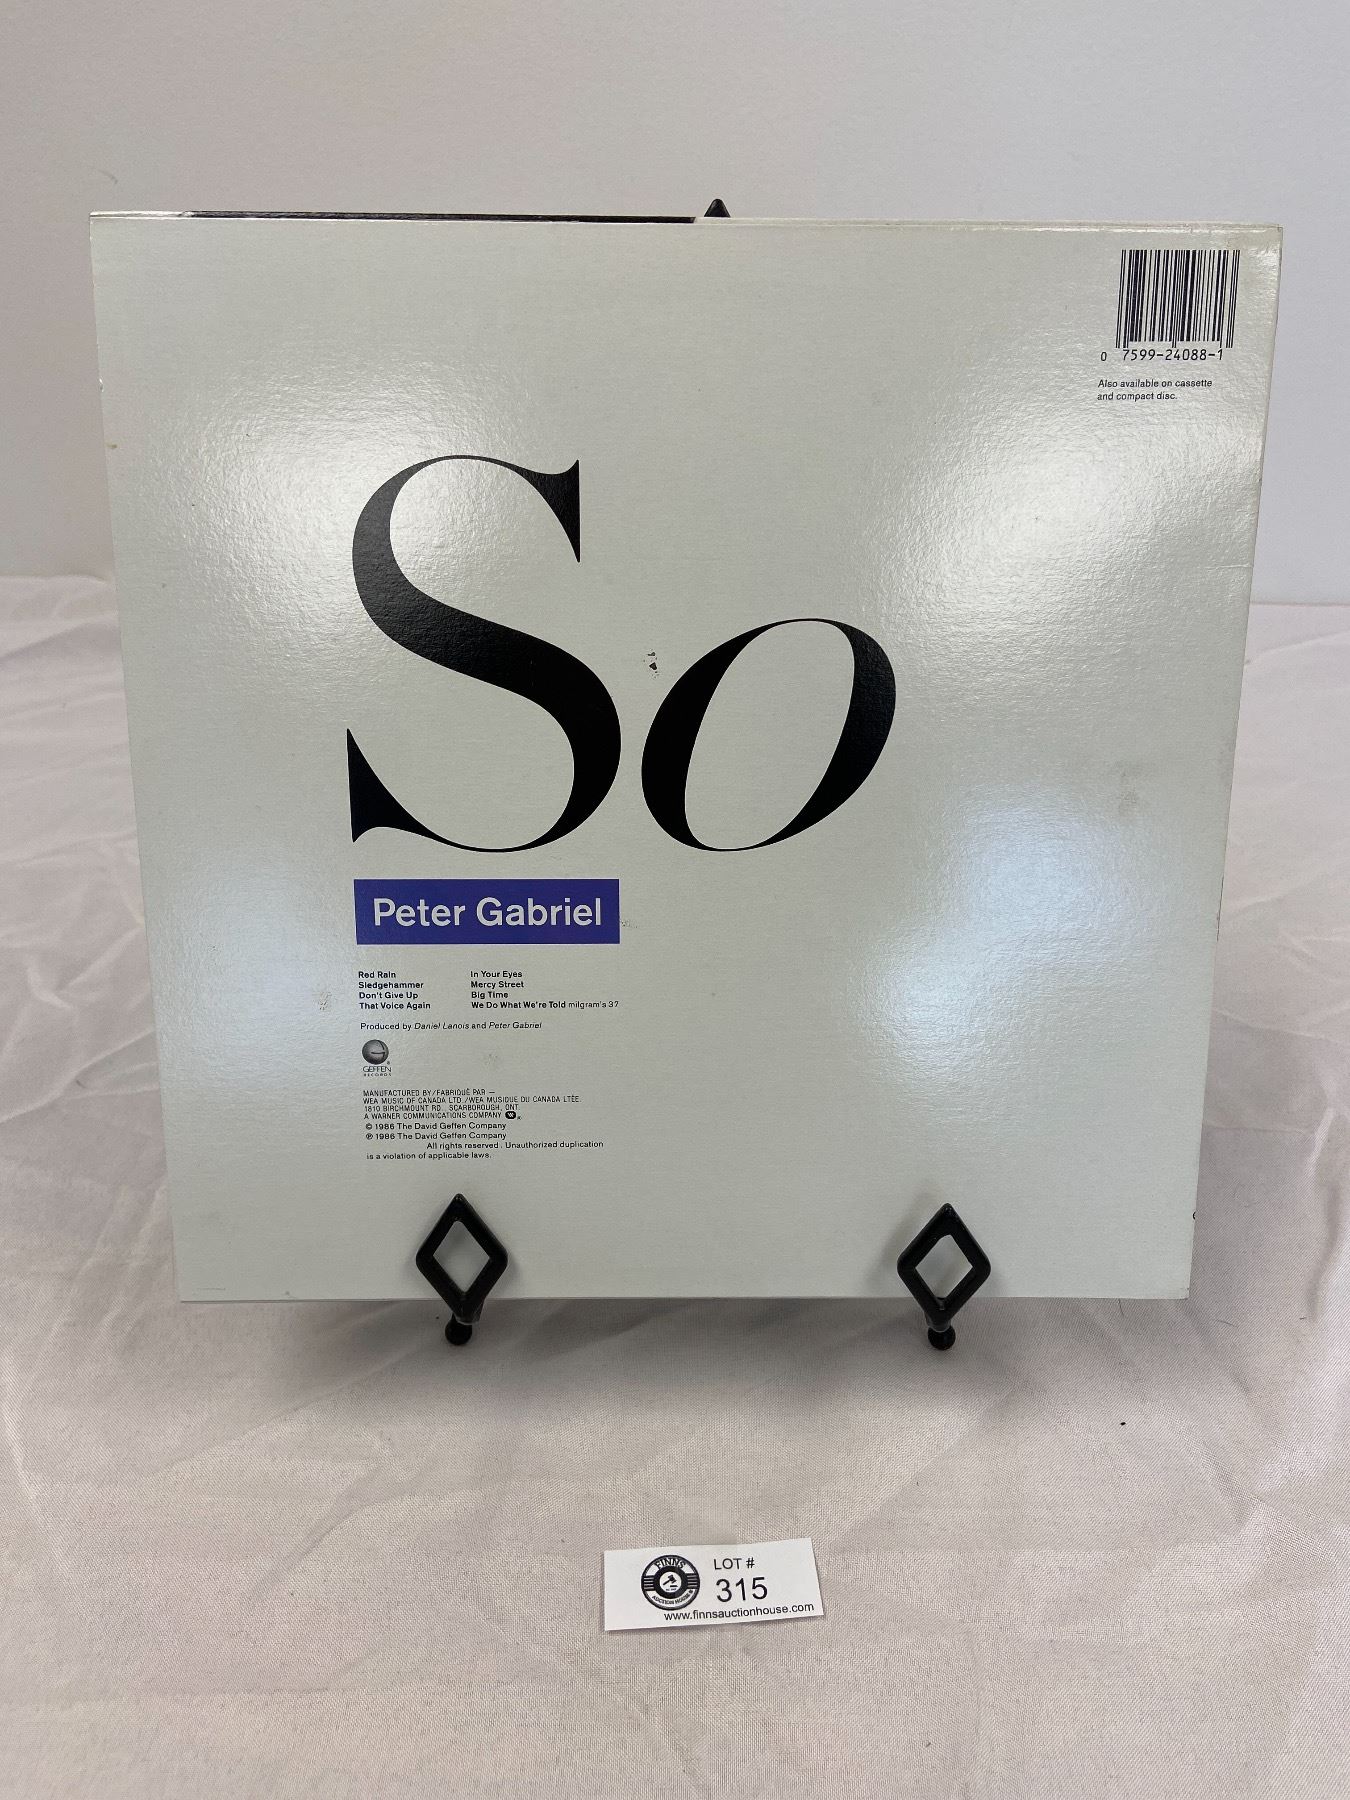 0 7599-24088-1
Also available on cassette
and compact disc.
So
Peter Gabriel
Red Rain
Sledgehammer
Don't Give Up
That Voice Again
In Your Eyes
Mercy Street
Big Time
We Do What We're Told milgram's 37
Produced by Daniel Lanois and Peter Gabriel
GEFFEN
RECORDS
MANUFACTURED BY/FABRIQUÉ PAR —
WEA MUSIC OF CANADA LTD./WEA MUSIQUE DU CANADA LTÉE.
1810 BIRCHMOUNT RD., SCARBOROUGH, ONT.
A WARNER COMMUNICATIONS COMPANY
© 1986 The David Geffen Company
℗ 1986 The David Geffen Company
All rights reserved. Unauthorized duplication
is a violation of applicable laws.
FINNS
AUCTION HOUSE
LOT #
315
www.finnsauctionhouse.com